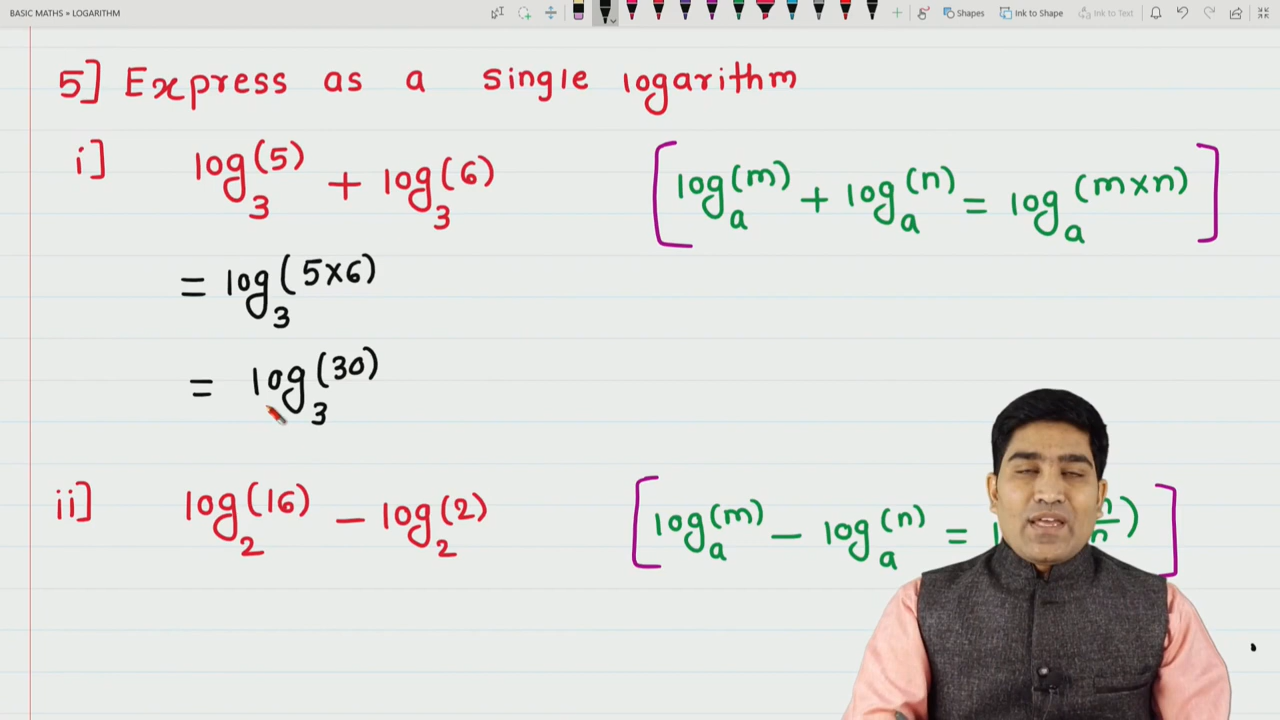 BASIC MATHS = LOGARITHM
Shapes Ink to Shape Ink to Text
5] Express as a single logarithm
i] log₃(5) + log₃(6) [logₐ(m) + logₐ(n) = logₐ(m×n)]
= log₃(5×6)
= log₃(30)
ii] log₂(16) − log₂(2) [logₐ(m) − logₐ(n) =